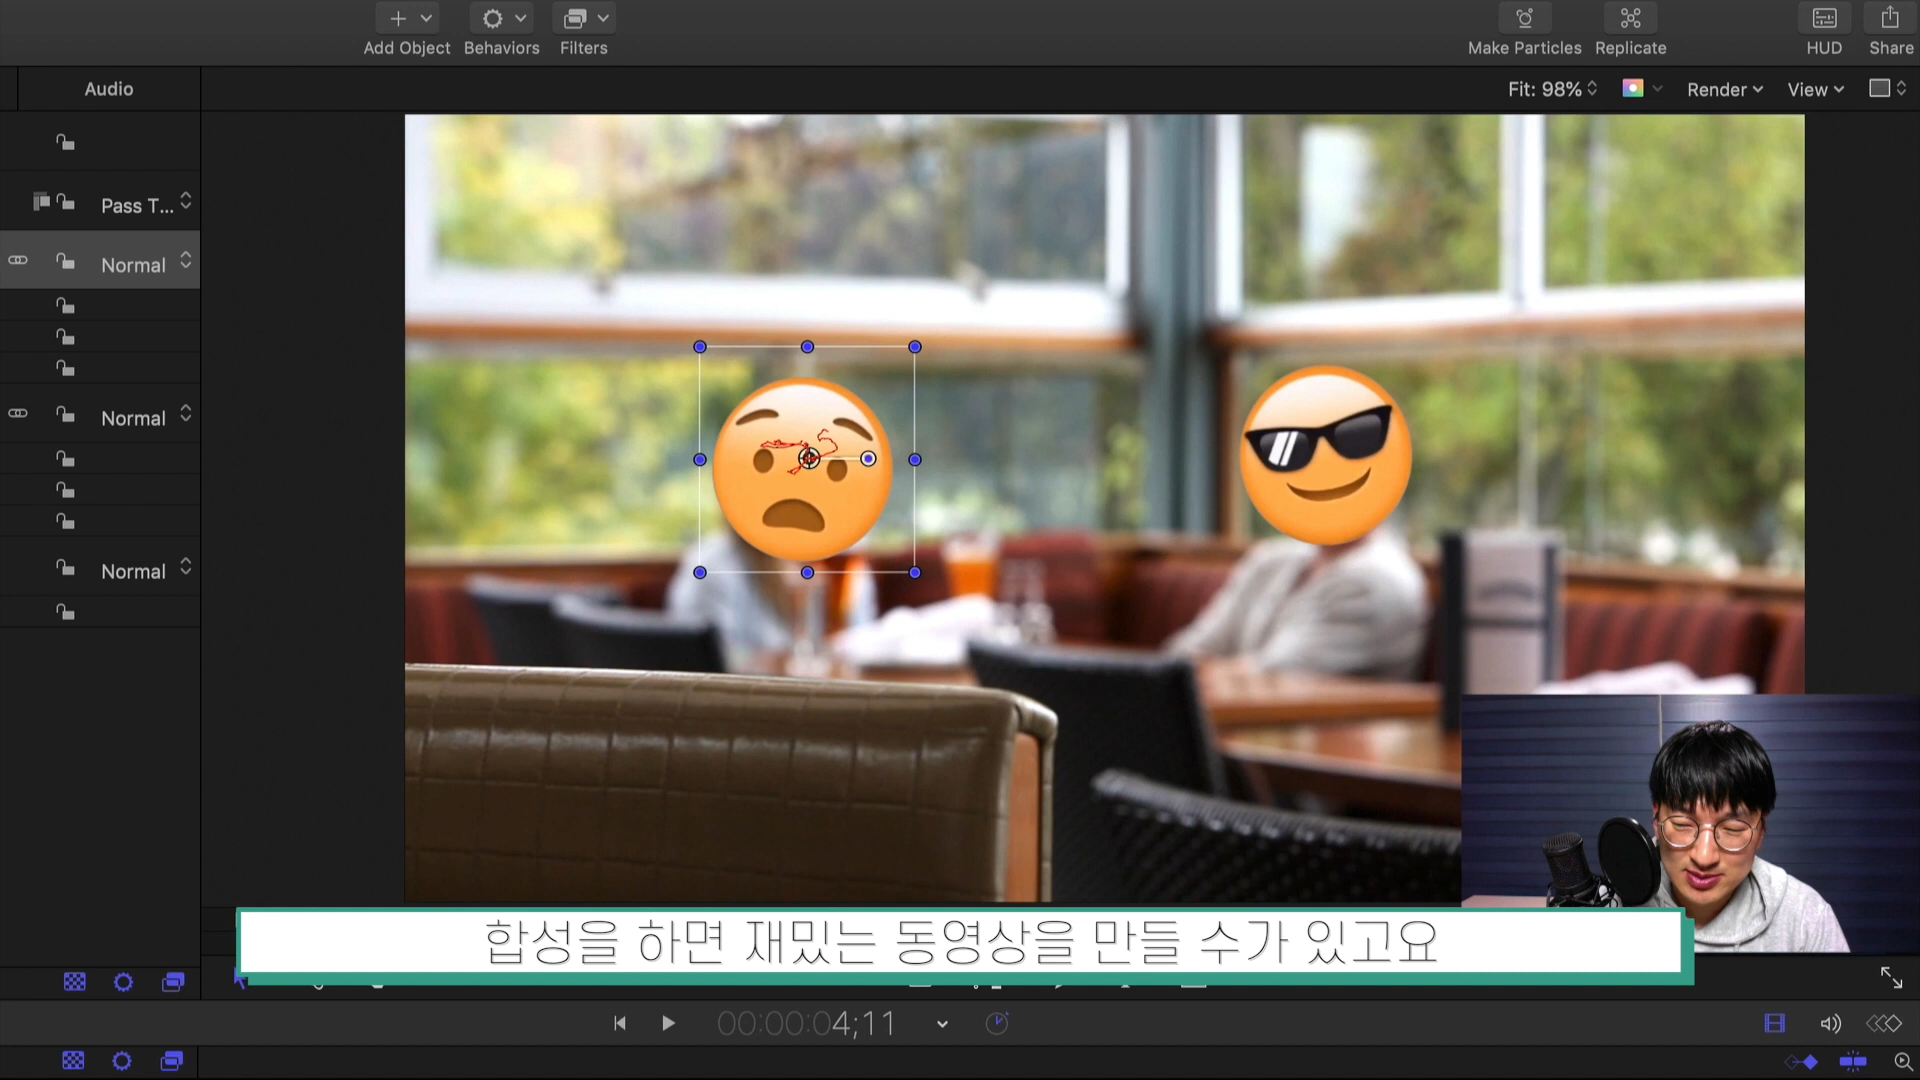 Add Object
Behaviors
Filters
Make Particles
Replicate
HUD
Share
Audio
Fit: 98%
Render
View
Pass T...
Normal
Normal
Normal
합성을 하면 재밌는 동영상을 만들 수가 있고요
00:00:04;11